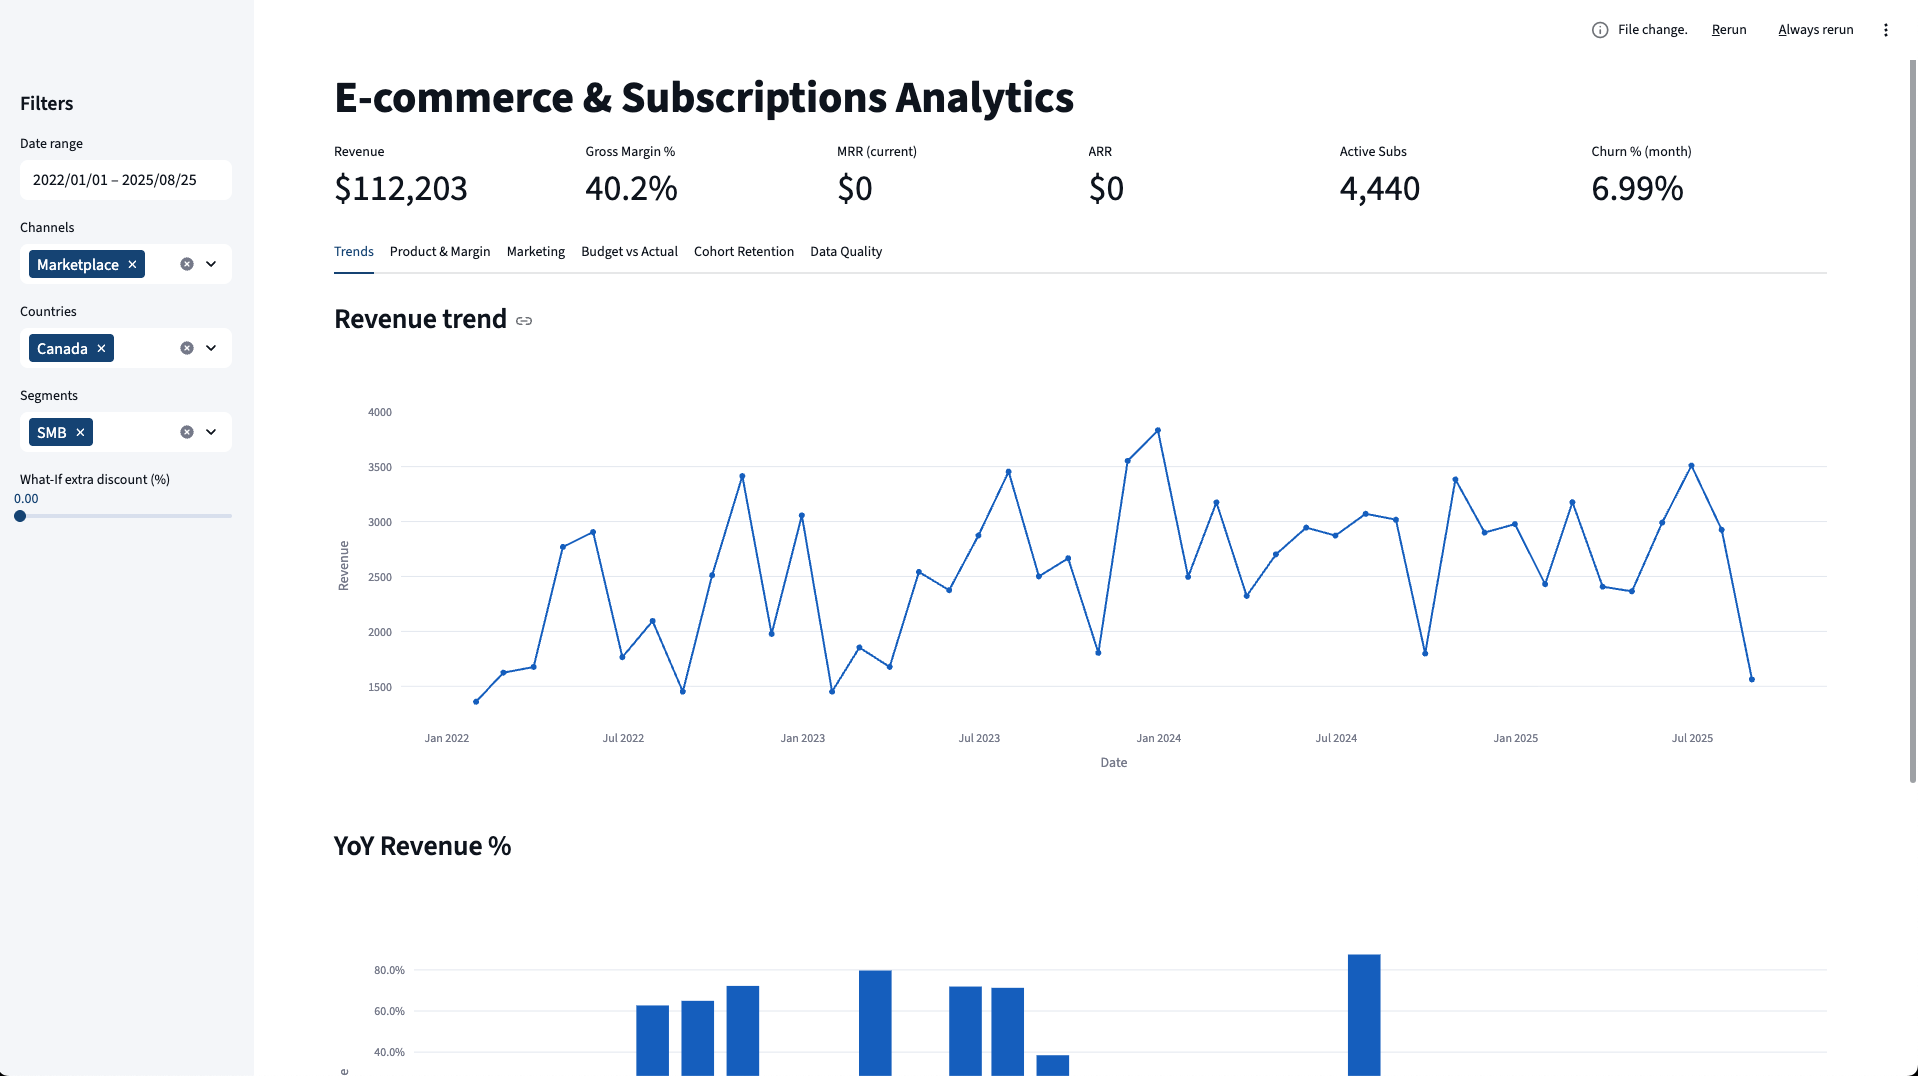 File change.
Rerun
Always rerun
Filters
Date range
2022/01/01 – 2025/08/25
Channels
Marketplace
Countries
Canada
Segments
SMB
What-If extra discount (%)
0.00
E-commerce & Subscriptions Analytics
Revenue
$112,203
Gross Margin %
40.2%
MRR (current)
$0
ARR
$0
Active Subs
4,440
Churn % (month)
6.99%
Trends
Product & Margin
Marketing
Budget vs Actual
Cohort Retention
Data Quality
Revenue trend
4000
3500
3000
2500
2000
1500
Revenue
Jan 2022
Jul 2022
Jan 2023
Jul 2023
Jan 2024
Jul 2024
Jan 2025
Jul 2025
Date
YoY Revenue %
80.0%
60.0%
40.0%